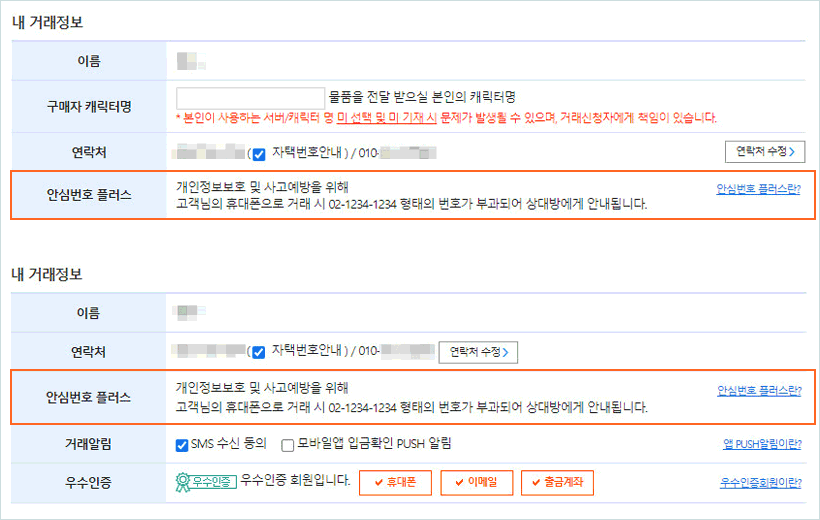 내 거래정보
이름
구매자 캐릭터명
물품을 전달 받으실 본인의 캐릭터명
* 본인이 사용하는 서버/캐릭터 명 미 선택 및 미 기재 시 문제가 발생될 수 있으며, 거래신청자에게 책임이 있습니다.
연락처 ( 자택번호안내 ) / 010- 연락처 수정 >
안심번호 플러스
개인정보보호 및 사고예방을 위해
고객님의 휴대폰으로 거래 시 02-1234-1234 형태의 번호가 부과되어 상대방에게 안내됩니다.
안심번호 플러스란?
내 거래정보
이름
연락처 ( 자택번호안내 ) / 010- 연락처 수정 >
안심번호 플러스
개인정보보호 및 사고예방을 위해
고객님의 휴대폰으로 거래 시 02-1234-1234 형태의 번호가 부과되어 상대방에게 안내됩니다.
안심번호 플러스란?
거래알림 SMS 수신 동의 모바일앱 입금확인 PUSH 알림 앱 PUSH알림이란?
우수인증 우수인증 우수인증 회원입니다. 휴대폰 이메일 출금계좌 우수인증회원이란?